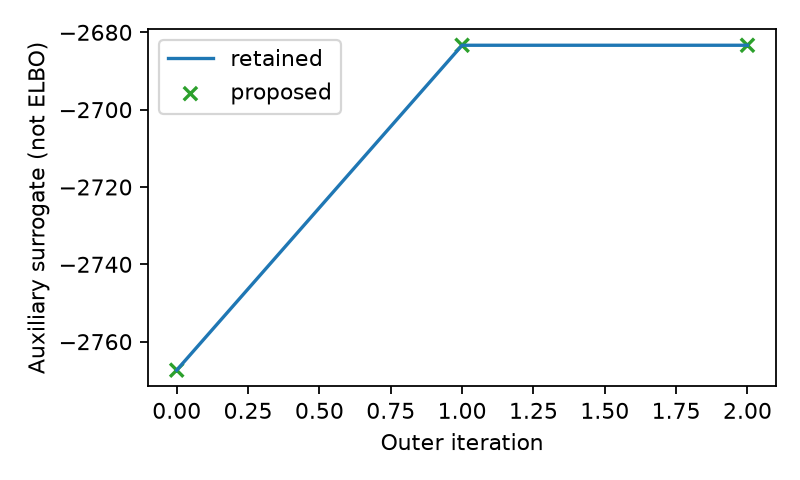 −2680
−2700
−2720
−2740
−2760
Auxiliary surrogate (not ELBO)
retained
proposed
0.00 0.25 0.50 0.75 1.00 1.25 1.50 1.75 2.00
Outer iteration